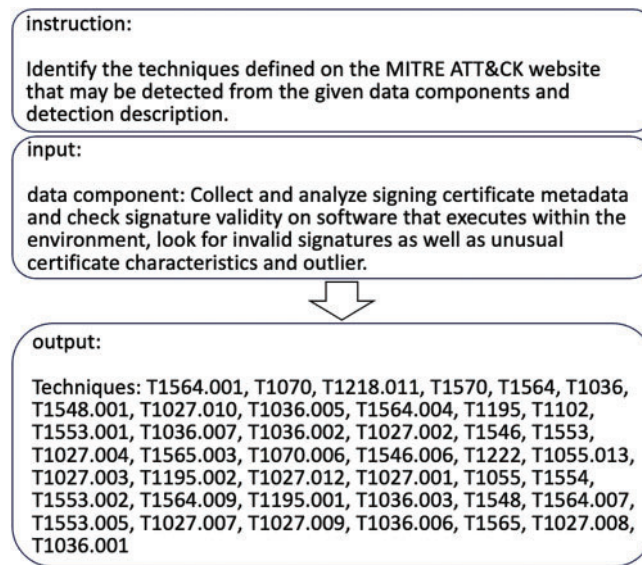 instruction:
Identify the techniques defined on the MITRE ATT&CK website
that may be detected from the given data components and
detection description.
input:
data component: Collect and analyze signing certificate metadata
and check signature validity on software that executes within the
environment, look for invalid signatures as well as unusual
certificate characteristics and outlier.
output:
Techniques: T1564.001, T1070, T1218.011, T1570, T1564, T1036,
T1548.001, T1027.010, T1036.005, T1564.004, T1195, T1102,
T1553.001, T1036.007, T1036.002, T1027.002, T1546, T1553,
T1027.004, T1565.003, T1070.006, T1546.006, T1222, T1055.013,
T1027.003, T1195.002, T1027.012, T1027.001, T1055, T1554,
T1553.002, T1564.009, T1195.001, T1036.003, T1548, T1564.007,
T1553.005, T1027.007, T1027.009, T1036.006, T1565, T1027.008,
T1036.001